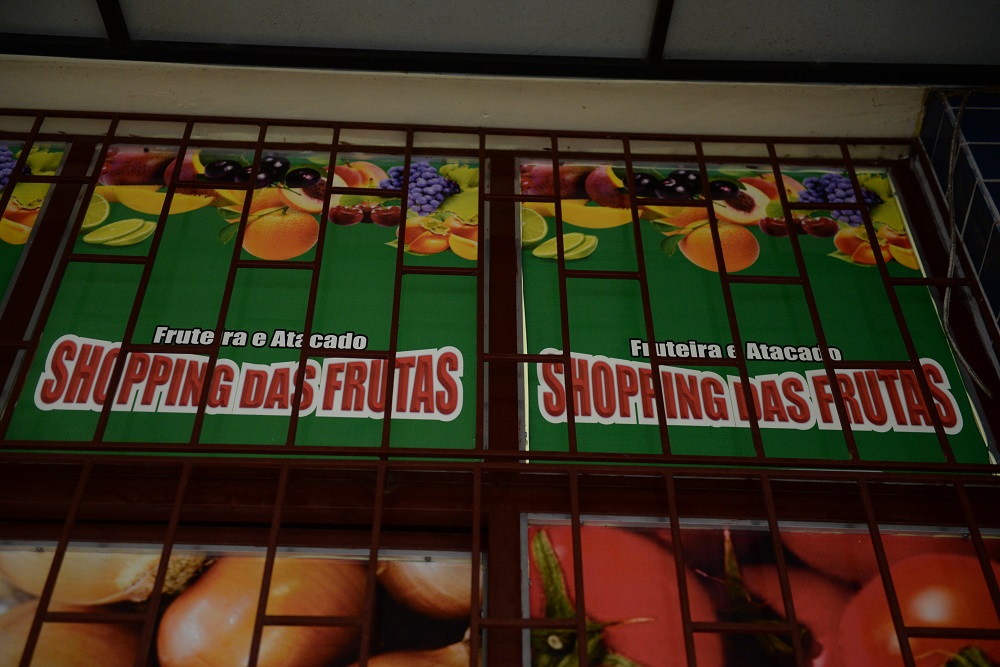 Fruteira e Atacado
SHOPPING DAS FRUTAS
Fruteira e Atacado
SHOPPING DAS FRUTAS